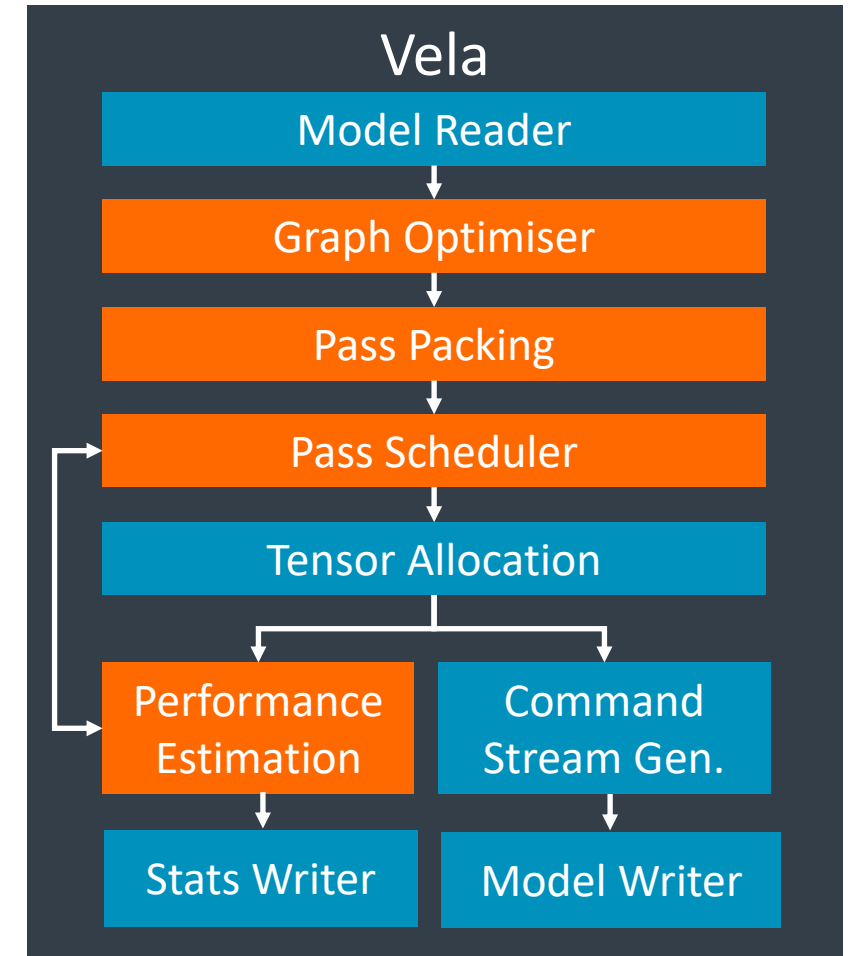 Vela
Model Reader
Graph Optimiser
Pass Packing
Pass Scheduler
Tensor Allocation
Performance
Estimation
Command
Stream Gen.
Stats Writer
Model Writer